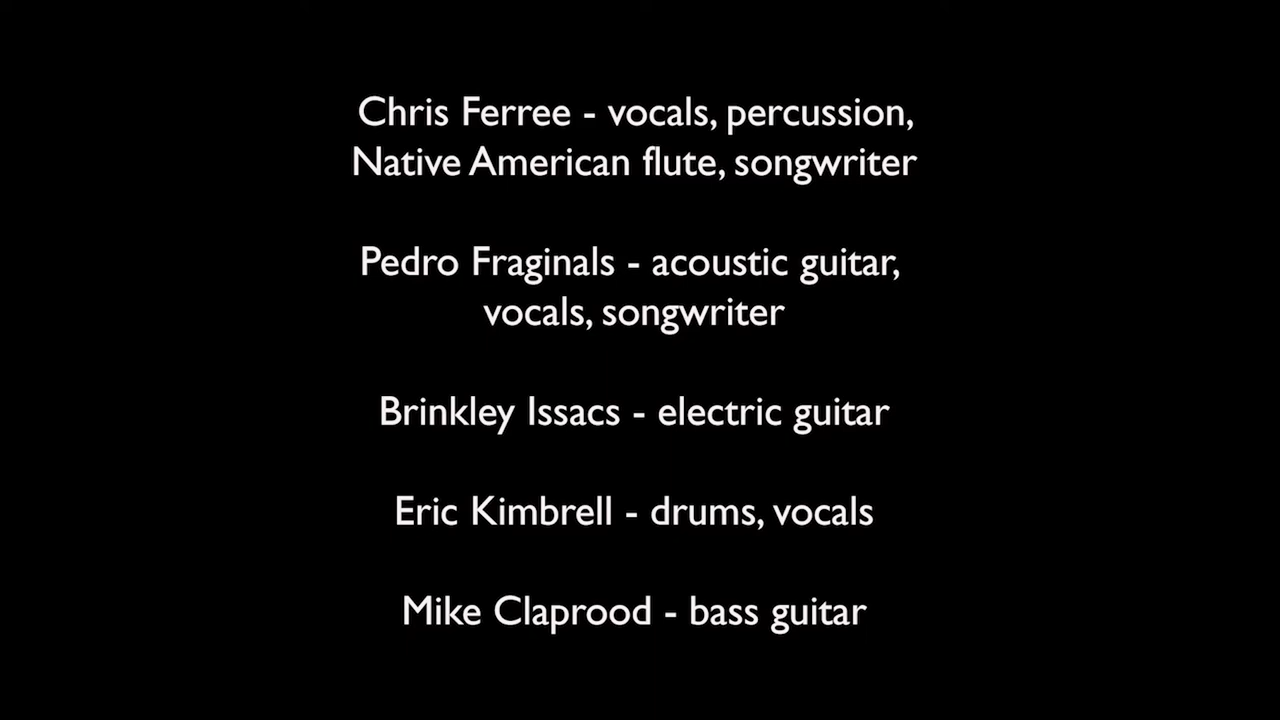 Chris Ferree - vocals, percussion,
Native American flute, songwriter
Pedro Fraginals - acoustic guitar,
vocals, songwriter
Brinkley Issacs - electric guitar
Eric Kimbrell - drums, vocals
Mike Claprood - bass guitar